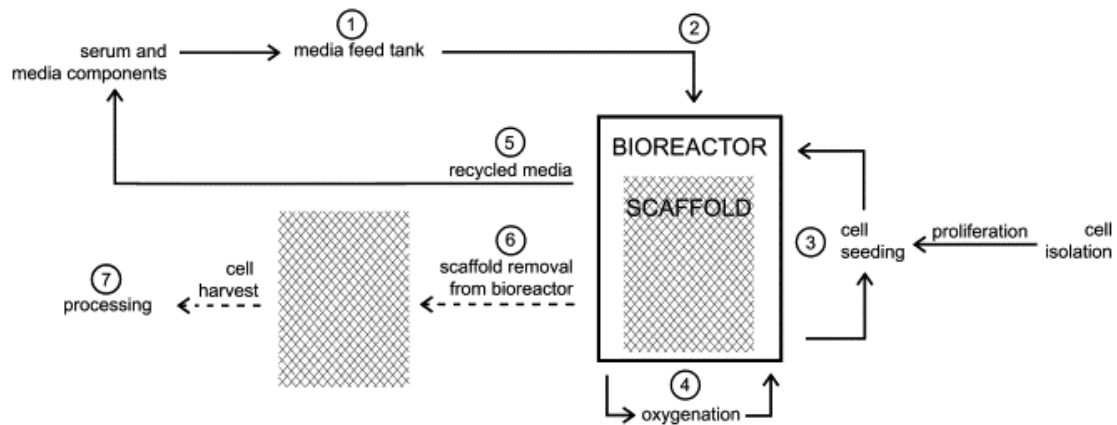 1
serum and
media components
media feed tank
2
5
recycled media
BIOREACTOR
SCAFFOLD
3
cell
seeding
proliferation
cell
isolation
6
scaffold removal
from bioreactor
cell
harvest
7
processing
4
oxygenation